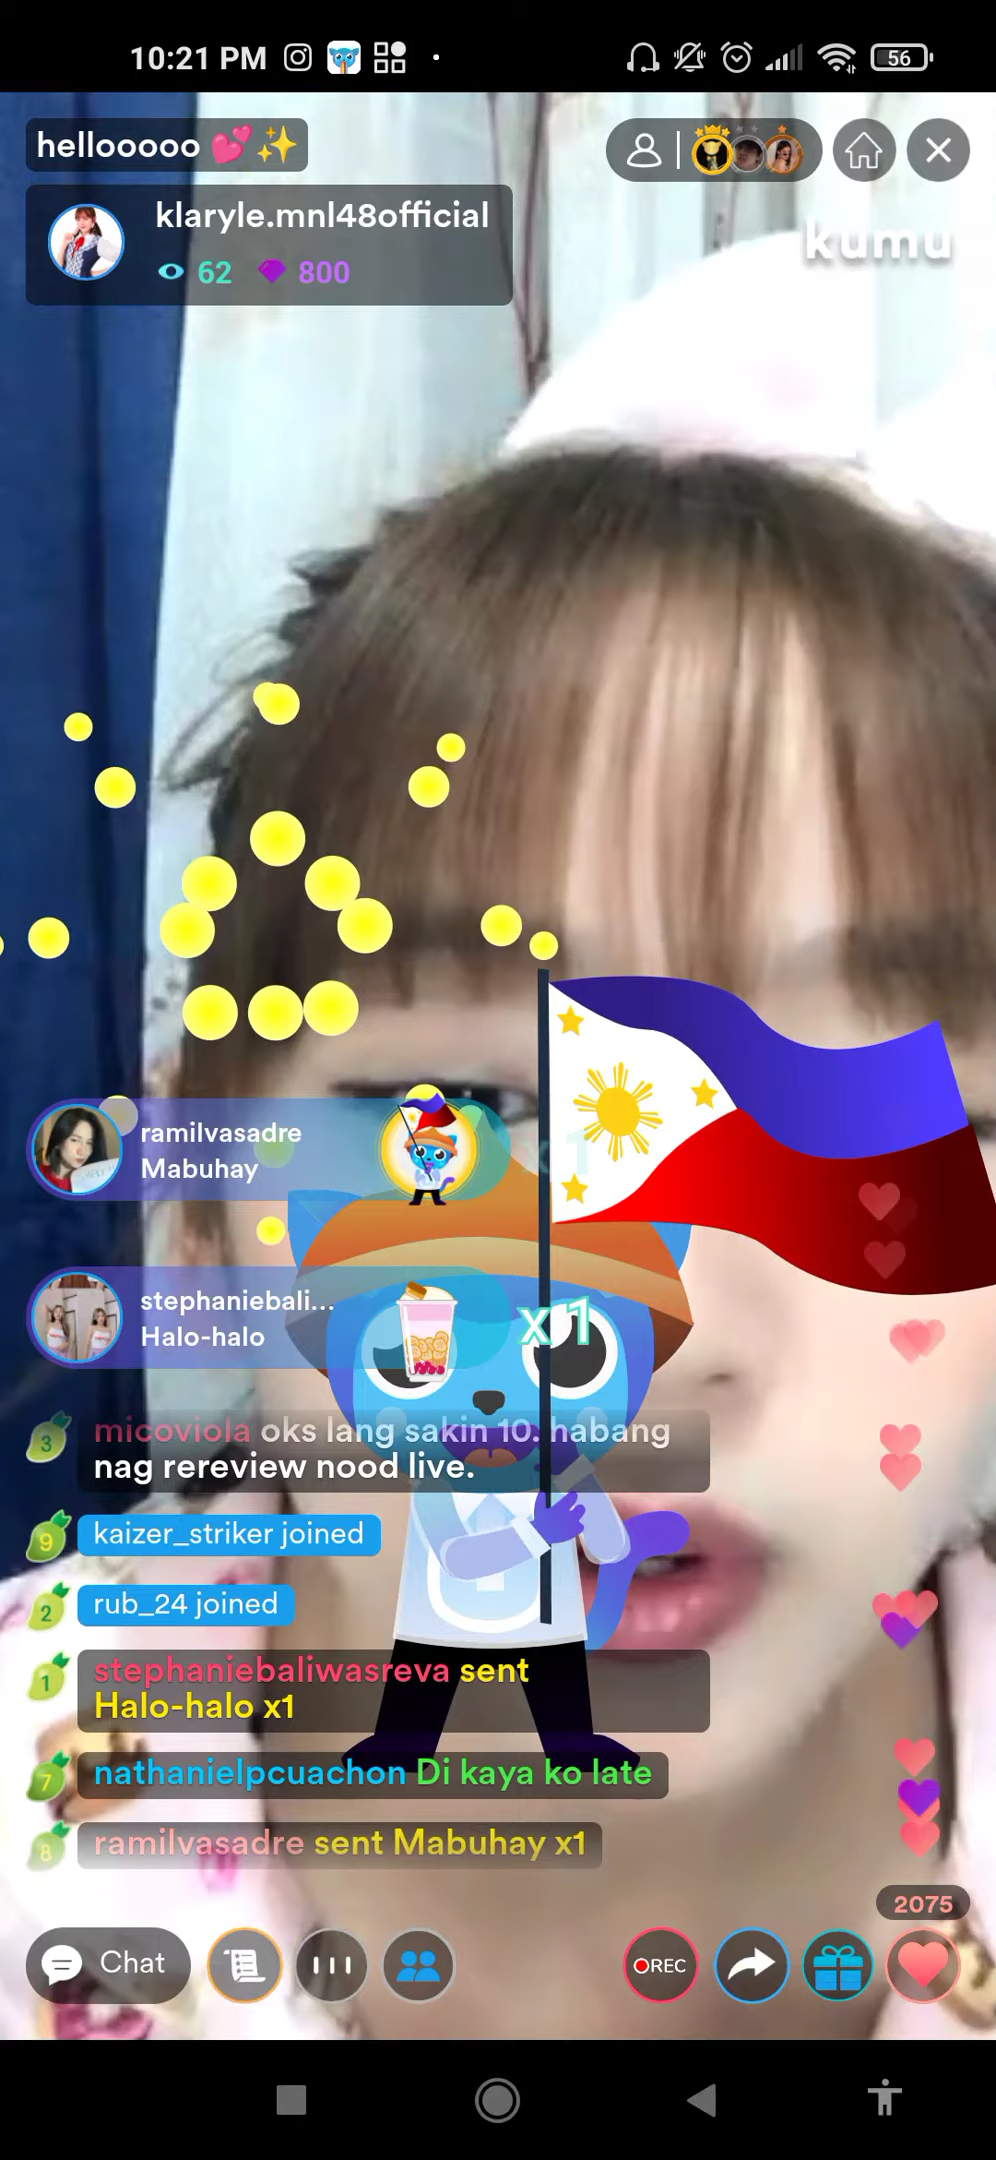 10:21 PM
56
hellooooo 💕✨
klaryle.mnl48official
62 800
kumu
ramilvasadre
Mabuhay
x1
stephaniebali...
Halo-halo
x1
3
micoviola oks lang sakin 10. habang
nag rereview nood live.
9
kaizer_striker joined
2
rub_24 joined
1
stephaniebaliwasreva sent
Halo-halo x1
7
nathanielpcuachon Di kaya ko late
8
ramilvasadre sent Mabuhay x1
2075
Chat
REC